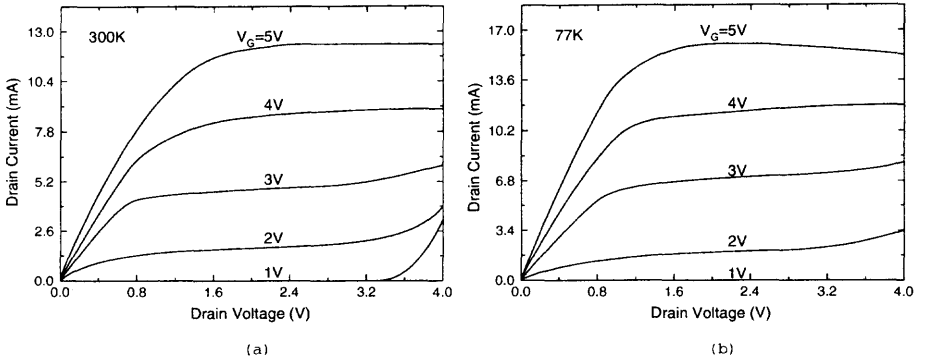 300K
V_G=5V
4V
3V
2V
1V
13.0
10.4
7.8
5.2
2.6
0.0
Drain Current (mA)
0.0 0.8 1.6 2.4 3.2 4.0
Drain Voltage (V)
(a)
77K
V_G=5V
4V
3V
2V
1V
17.0
13.6
10.2
6.8
3.4
0.0
Drain Current (mA)
0.0 0.8 1.6 2.4 3.2 4.0
Drain Voltage (V)
(b)